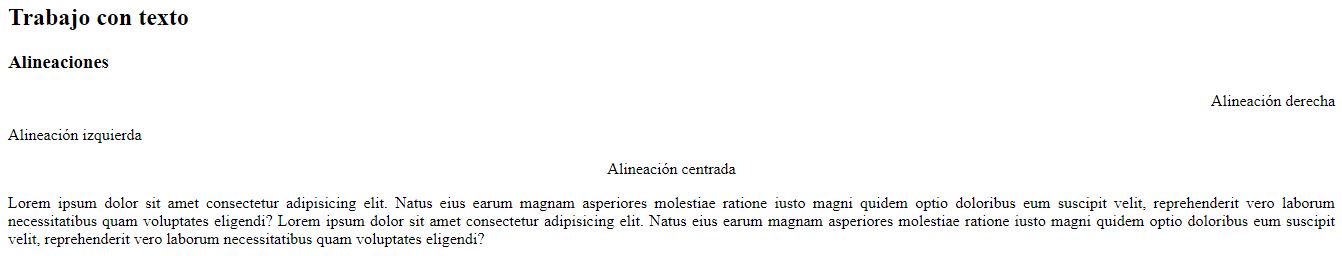 Trabajo con texto
Alineaciones
Alineación derecha
Alineación izquierda
Alineación centrada
Lorem ipsum dolor sit amet consectetur adipisicing elit. Natus eius earum magnam asperiores molestiae ratione iusto magni quidem optio doloribus eum suscipit velit, reprehenderit vero laborum
necessitatibus quam voluptates eligendi? Lorem ipsum dolor sit amet consectetur adipisicing elit. Natus eius earum magnam asperiores molestiae ratione iusto magni quidem optio doloribus eum suscipit
velit, reprehenderit vero laborum necessitatibus quam voluptates eligendi?